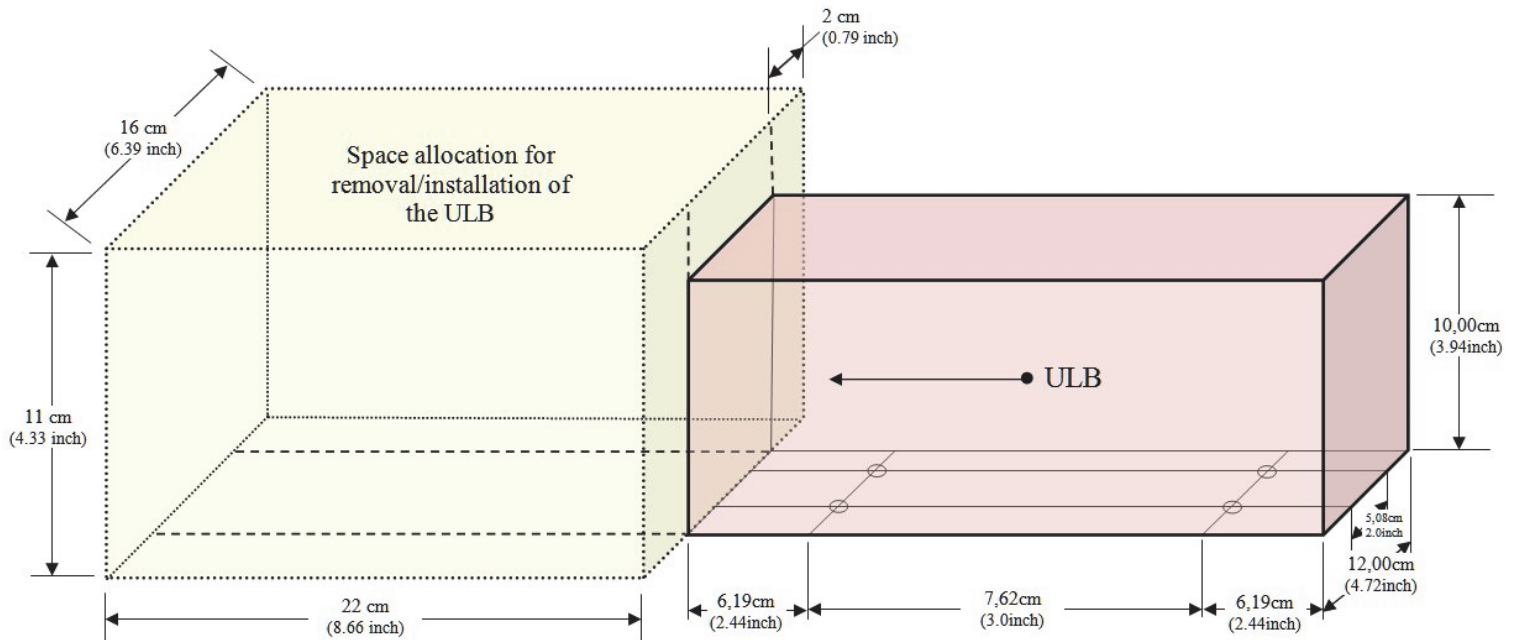 2 cm
(0.79 inch)
16 cm
(6.39 inch)
Space allocation for
removal/installation of
the ULB
10,00cm
(3.94inch)
ULB
11 cm
(4.33 inch)
5,08cm
2.0inch
12,00cm
(4.72inch)
22 cm
(8.66 inch)
6,19cm
(2.44inch)
7,62cm
(3.0inch)
6,19cm
(2.44inch)